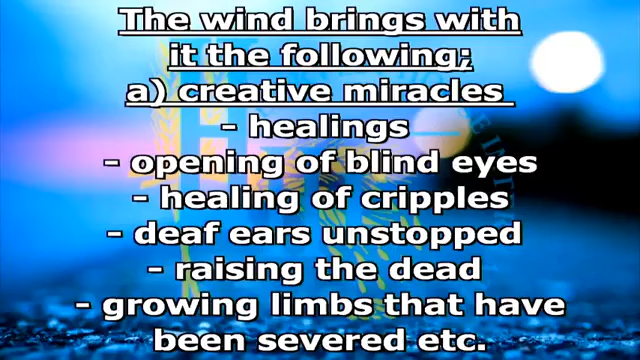 The wind brings with
it the following;
a) creative miracles
- healings
- opening of blind eyes
- healing of cripples
- deaf ears unstopped
- raising the dead
- growing limbs that have
been severed etc.